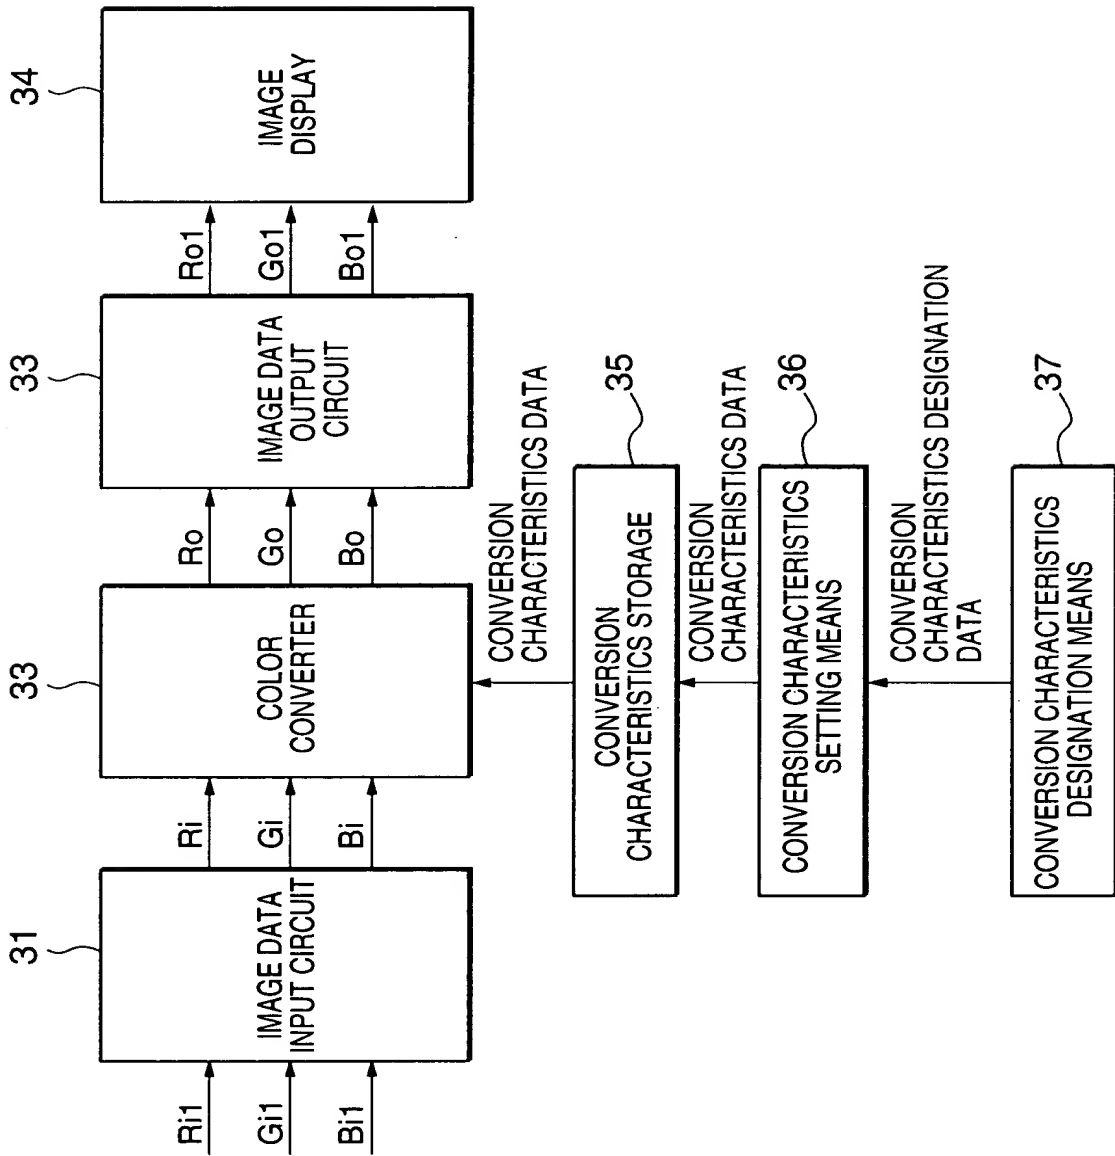 31
33
33
34
Ri1
Gi1
Bi1
IMAGE DATA
INPUT CIRCUIT
Ri
Gi
Bi
COLOR
CONVERTER
Ro
Go
Bo
IMAGE DATA
OUTPUT
CIRCUIT
Ro1
Go1
Bo1
IMAGE
DISPLAY
CONVERSION
CHARACTERISTICS DATA
35
CONVERSION
CHARACTERISTICS STORAGE
CONVERSION
CHARACTERISTICS DATA
36
CONVERSION CHARACTERISTICS
SETTING MEANS
CONVERSION
CHARACTERISTICS DESIGNATION
DATA
37
CONVERSION CHARACTERISTICS
DESIGNATION MEANS